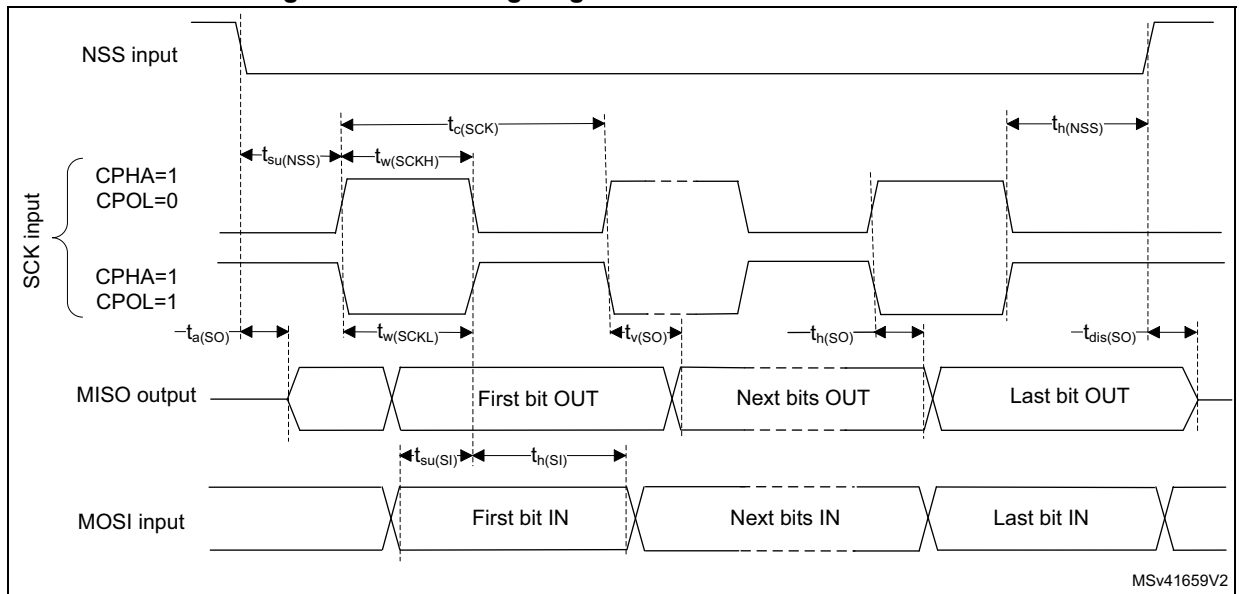 NSS input
tc(SCK)
th(NSS)
tsu(NSS)
tw(SCKH)
CPHA=1
CPOL=0
SCK input
CPHA=1
CPOL=1
ta(SO)
tw(SCKL)
tv(SO)
th(SO)
tdis(SO)
MISO output
First bit OUT
Next bits OUT
Last bit OUT
tsu(SI)
th(SI)
MOSI input
First bit IN
Next bits IN
Last bit IN
MSv41659V2